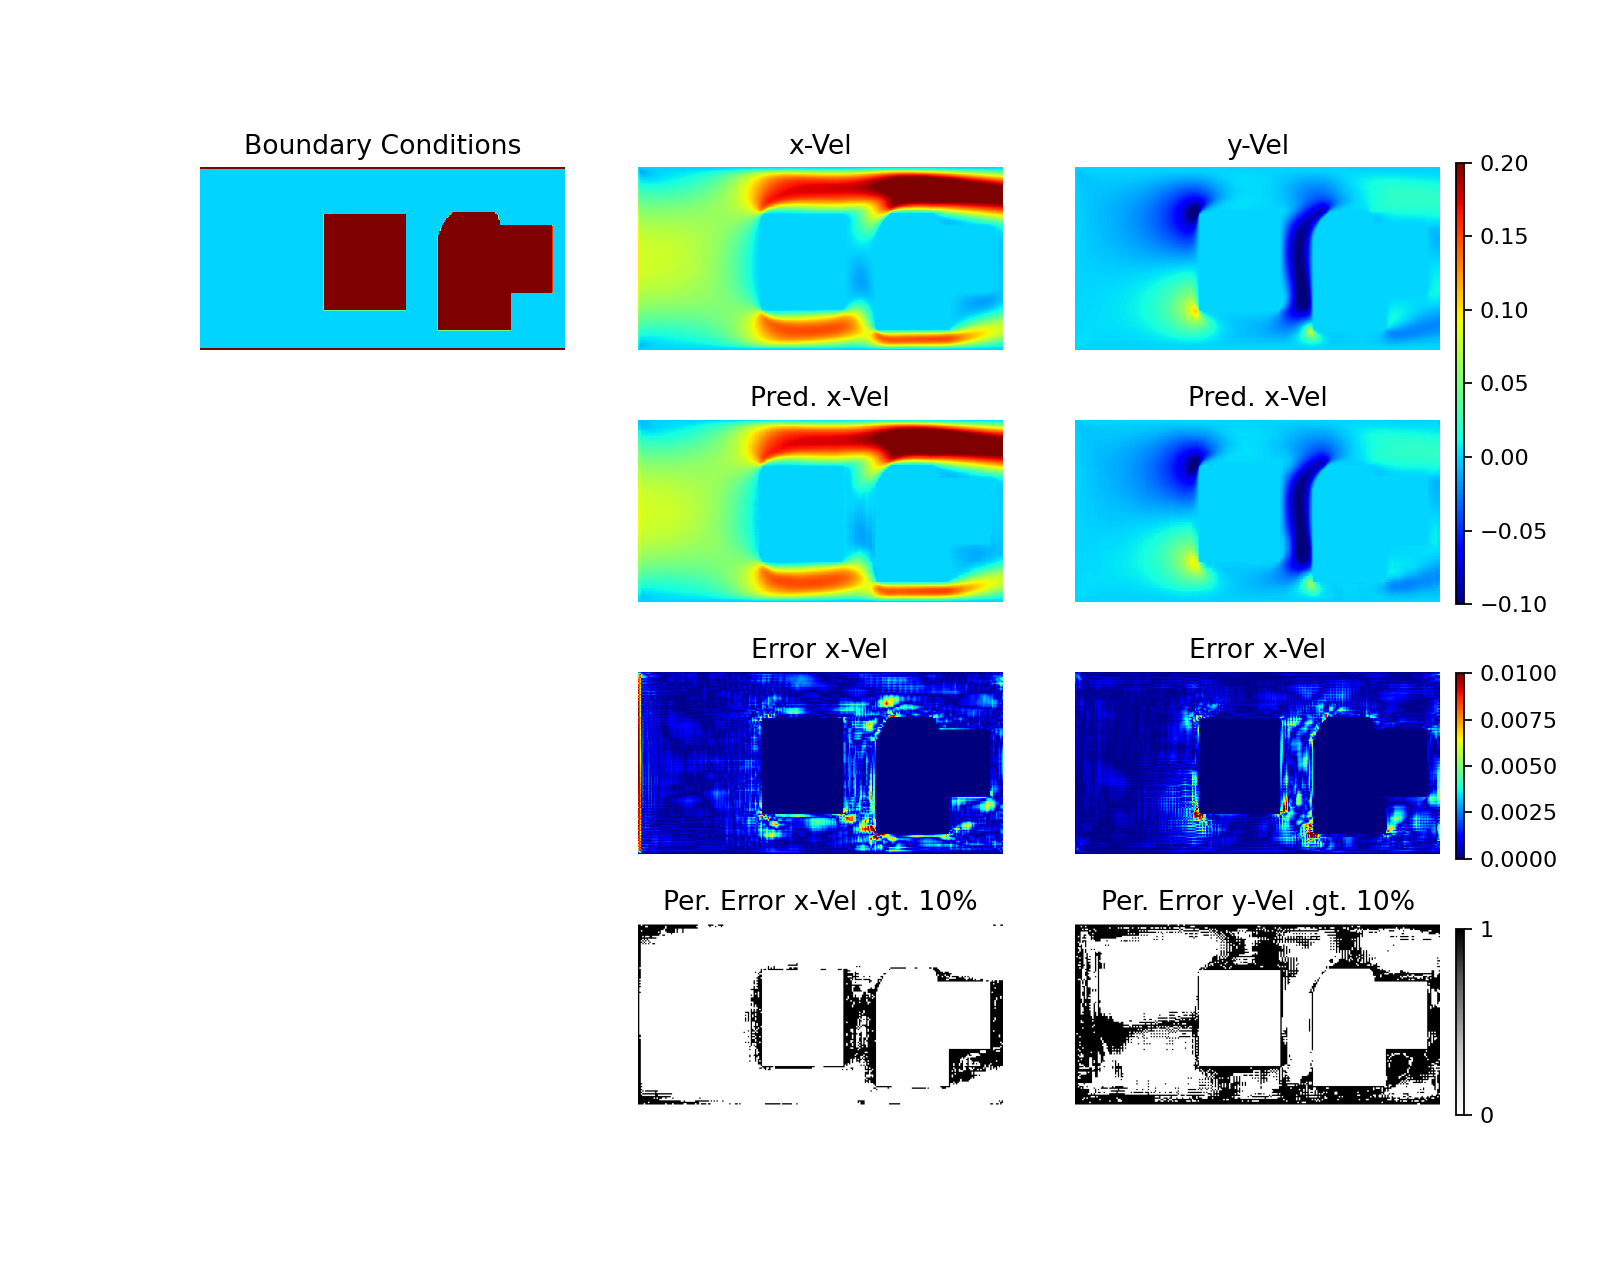 Boundary Conditions
x-Vel
y-Vel
0.20
0.15
0.10
0.05
0.00
−0.05
−0.10
Pred. x-Vel
Pred. x-Vel
Error x-Vel
Error x-Vel
0.0100
0.0075
0.0050
0.0025
0.0000
Per. Error x-Vel .gt. 10%
Per. Error y-Vel .gt. 10%
1
0